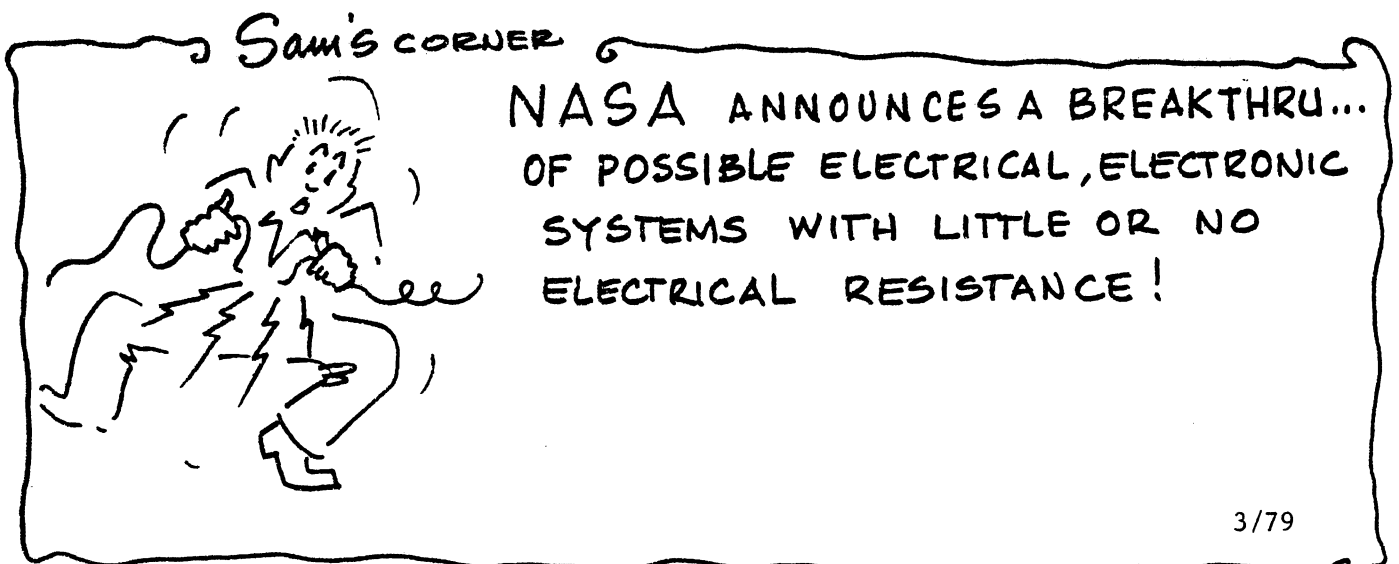 Sam's CORNER
NASA ANNOUNCES A BREAKTHRU...
OF POSSIBLE ELECTRICAL, ELECTRONIC
SYSTEMS WITH LITTLE OR NO
ELECTRICAL RESISTANCE!
3/79